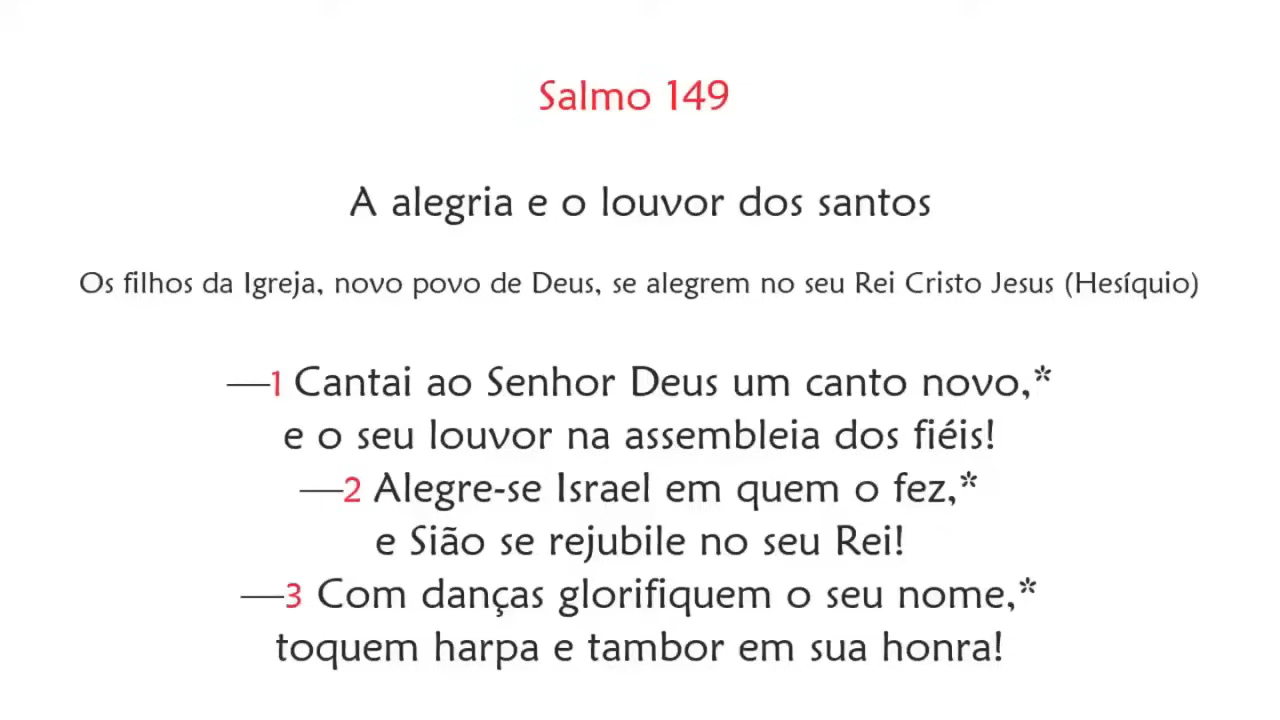 Salmo 149
A alegria e o louvor dos santos
Os filhos da Igreja, novo povo de Deus, se alegrem no seu Rei Cristo Jesus (Hesíquio)
—1 Cantai ao Senhor Deus um canto novo,*
e o seu louvor na assembleia dos fiéis!
—2 Alegre-se Israel em quem o fez,*
e Sião se rejubile no seu Rei!
—3 Com danças glorifiquem o seu nome,*
toquem harpa e tambor em sua honra!